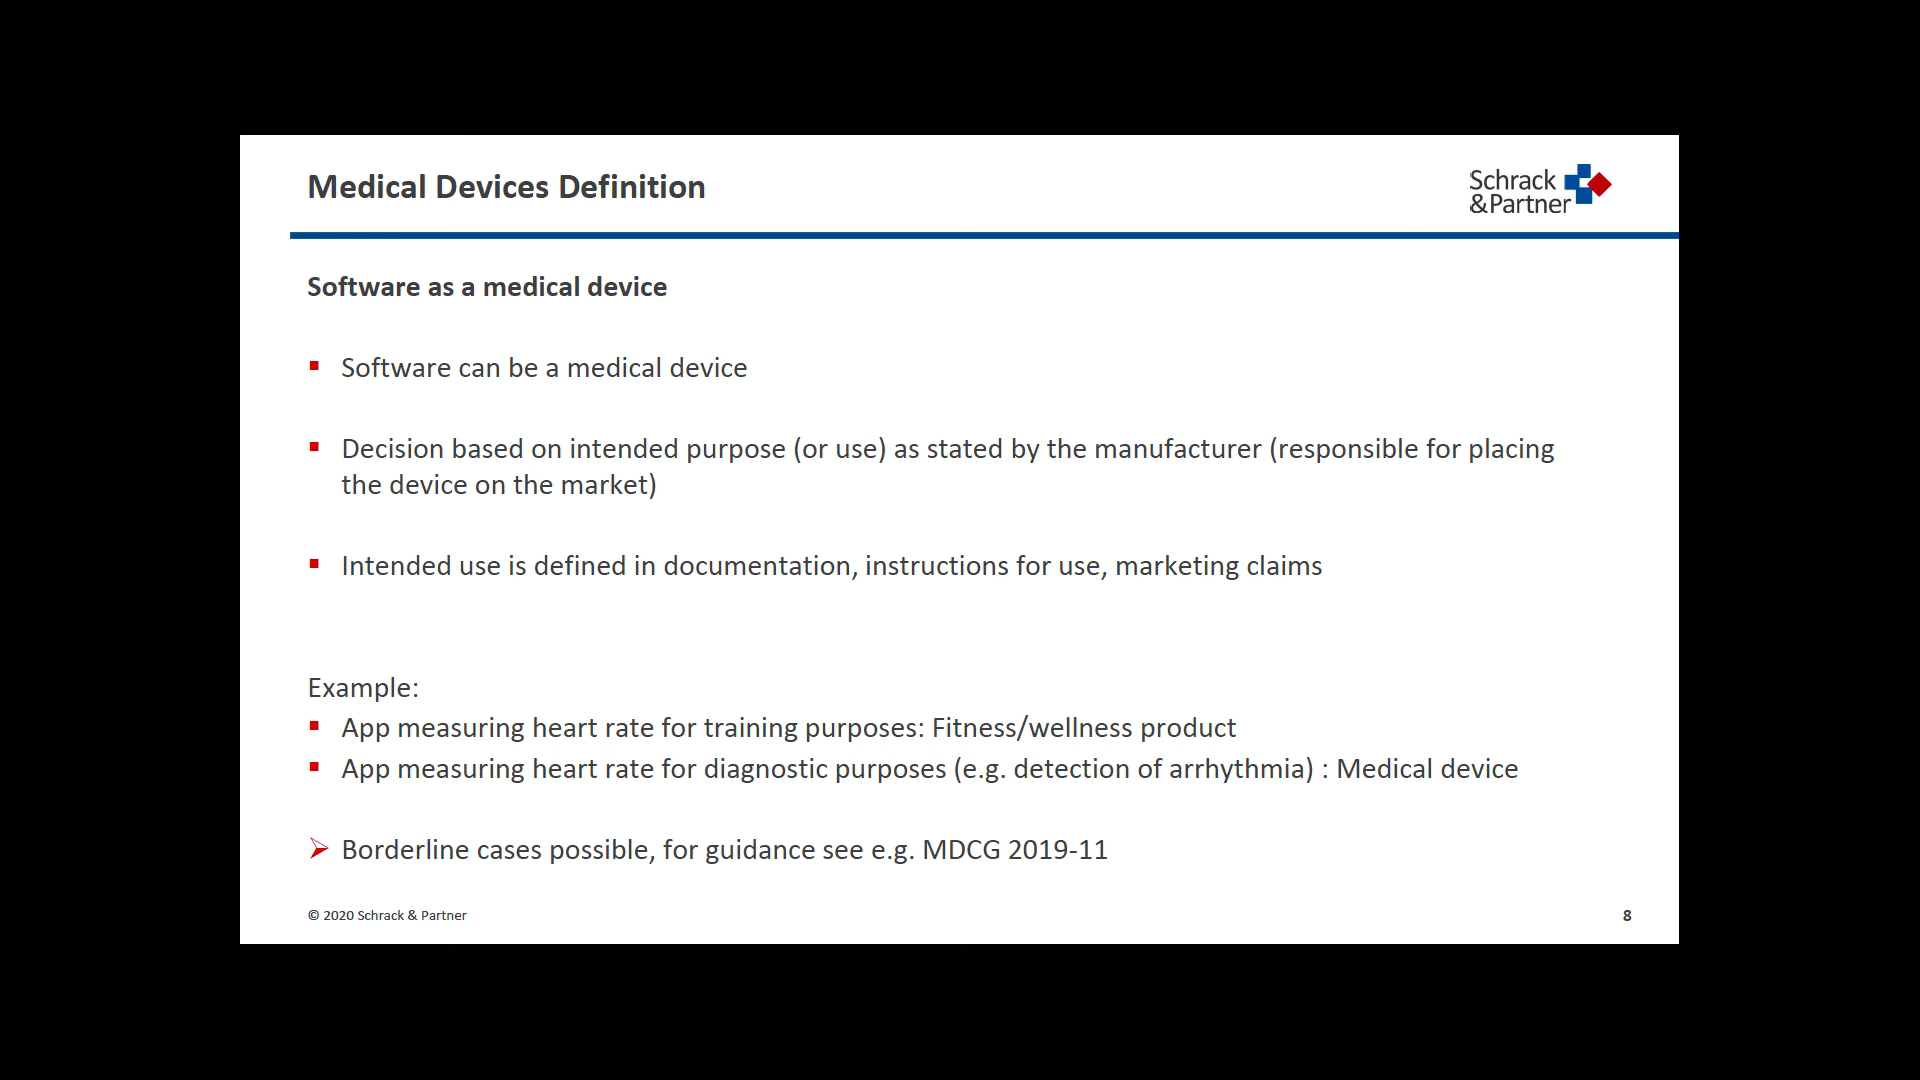 Medical Devices Definition
Schrack
&Partner
Software as a medical device
▪ Software can be a medical device
▪ Decision based on intended purpose (or use) as stated by the manufacturer (responsible for placing
the device on the market)
▪ Intended use is defined in documentation, instructions for use, marketing claims
Example:
▪ App measuring heart rate for training purposes: Fitness/wellness product
▪ App measuring heart rate for diagnostic purposes (e.g. detection of arrhythmia) : Medical device
➢ Borderline cases possible, for guidance see e.g. MDCG 2019-11
© 2020 Schrack & Partner
8